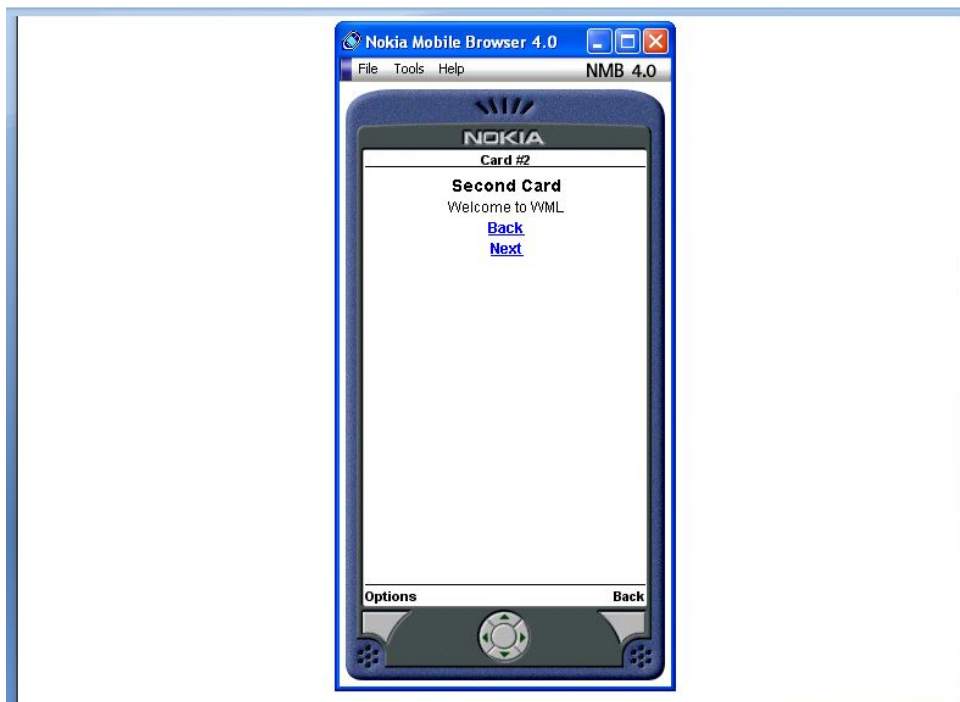 Nokia Mobile Browser 4.0
File Tools Help NMB 4.0
NOKIA
Card #2
Second Card
Welcome to WML
Back
Next
Options Back